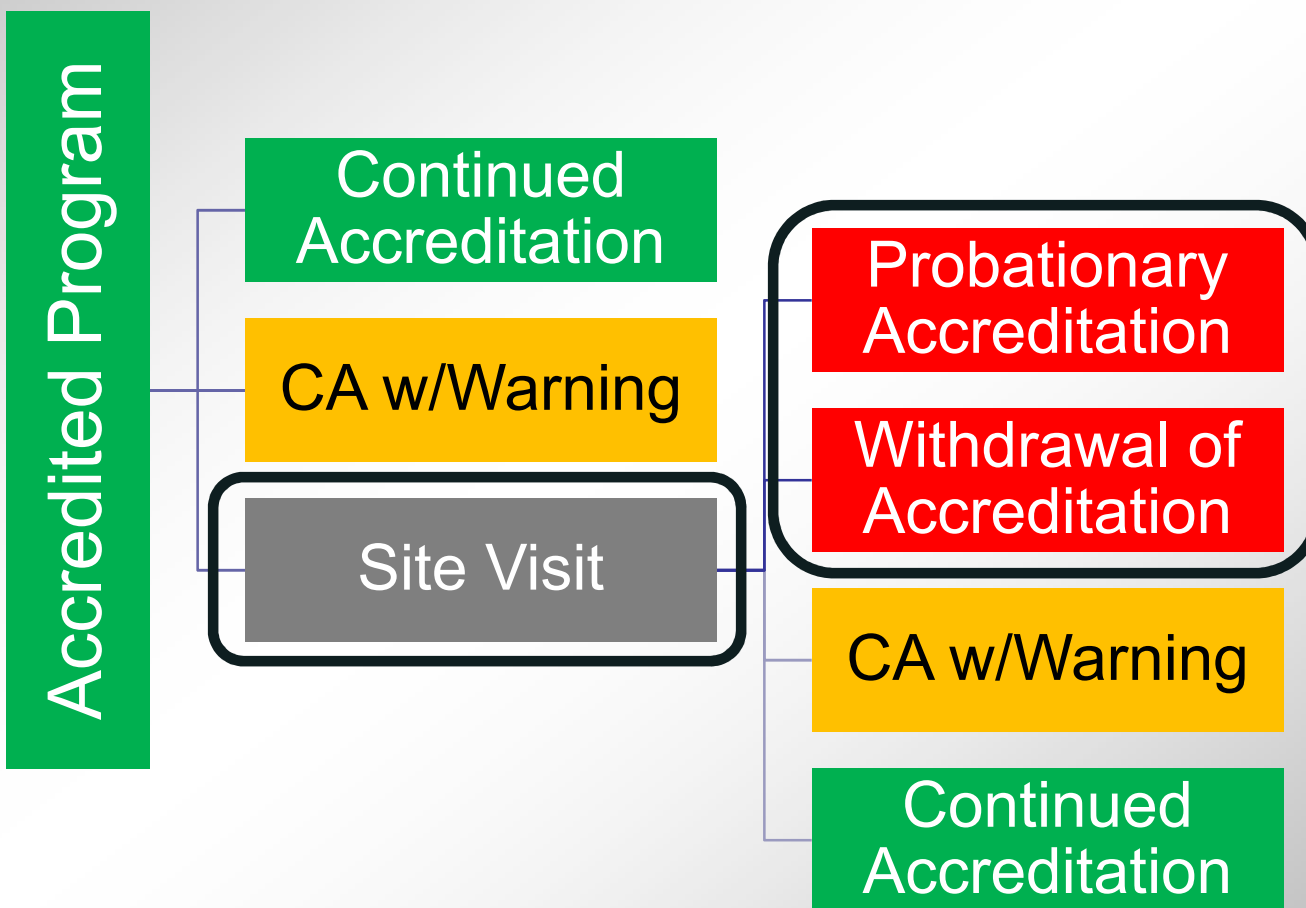 Accredited Program
Continued
Accreditation
CA w/Warning
Site Visit
Probationary
Accreditation
Withdrawal of
Accreditation
CA w/Warning
Continued
Accreditation